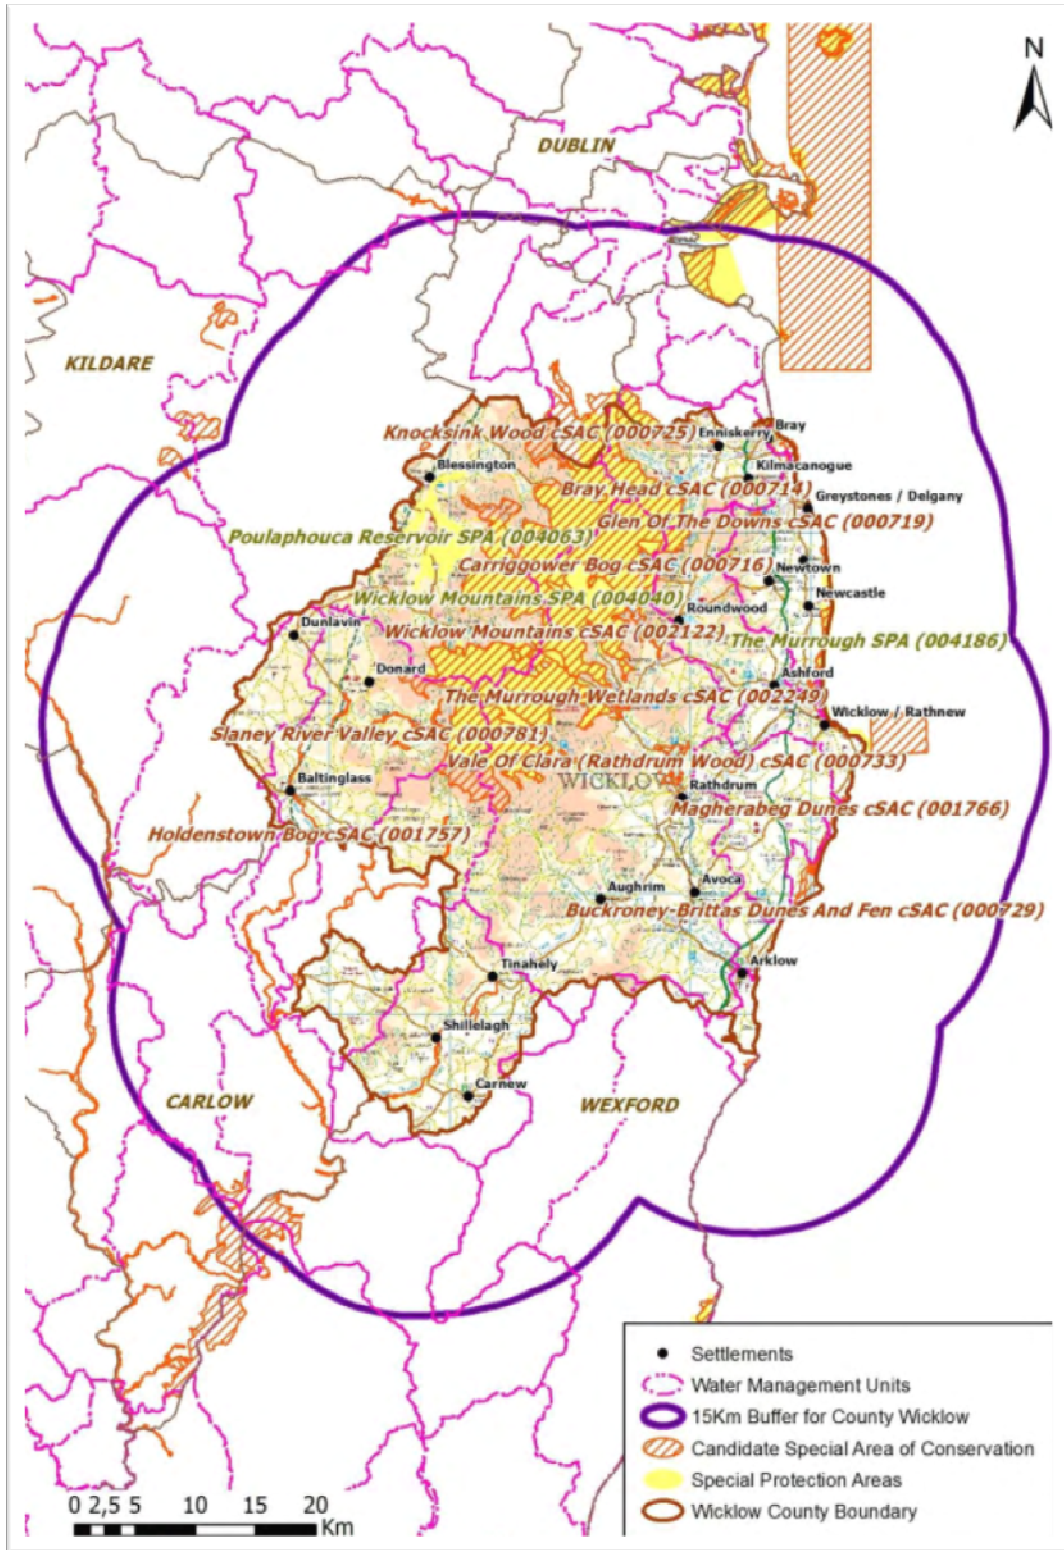 N
DUBLIN
KILDARE
Knocksink Wood cSAC (000725)
Enniskerry
Bray
Blessington
Kilmacanogue
Bray Head cSAC (000714)
Greystones / Delgany
Glen Of The Downs cSAC (000719)
Poulaphouca Reservoir SPA (004063)
Carriggower Bog cSAC (000716)
Newtown
Wicklow Mountains SPA (004040)
Newcastle
Roundwood
Dunlavin
Wicklow Mountains cSAC (002122)
The Murrough SPA (004186)
Donard
Ashford
The Murrough Wetlands cSAC (002249)
Wicklow / Rathnew
Slaney River Valley cSAC (000781)
Vale Of Clara (Rathdrum Wood) cSAC (000733)
Baltinglass
WICKLOW
Rathdrum
Magherabeg Dunes cSAC (001766)
Holdenstown Bog cSAC (001757)
Aughrim
Avoca
Buckroney-Brittas Dunes And Fen cSAC (000729)
Tinahely
Arklow
Shillelagh
Carnew
CARLOW
WEXFORD
Settlements
Water Management Units
15Km Buffer for County Wicklow
Candidate Special Area of Conservation
Special Protection Areas
Wicklow County Boundary
0 2,5 5 10 15 20
Km